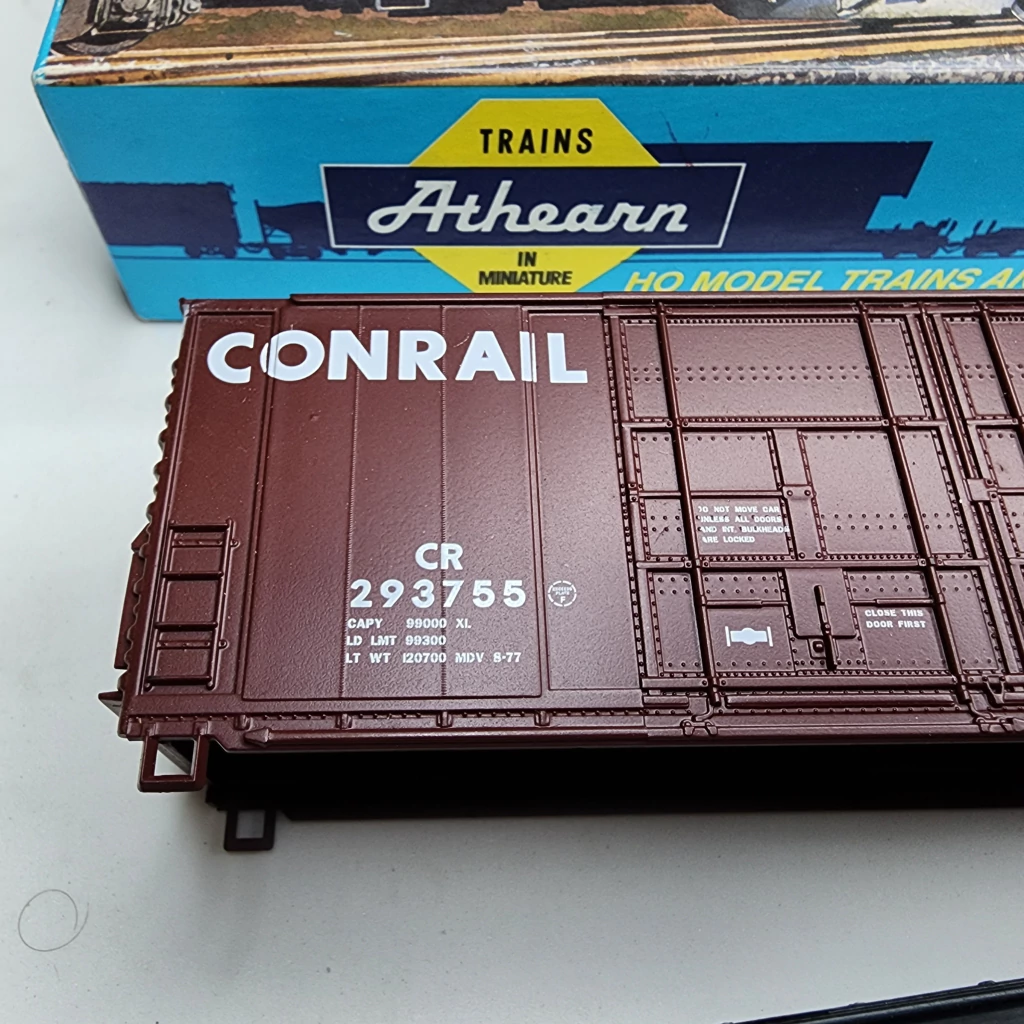 TRAINS
Athearn
IN
MINIATURE
HO MODEL TRAINS AN
CONRAIL
CR
293755
CAPY 99000 XL
LD LMT 99300
LT WT 120700 MDV 8-77
F
DO NOT MOVE CAR
UNLESS ALL DOORS
AND INT. BULKHEADS
ARE LOCKED
CLOSE THIS
DOOR FIRST